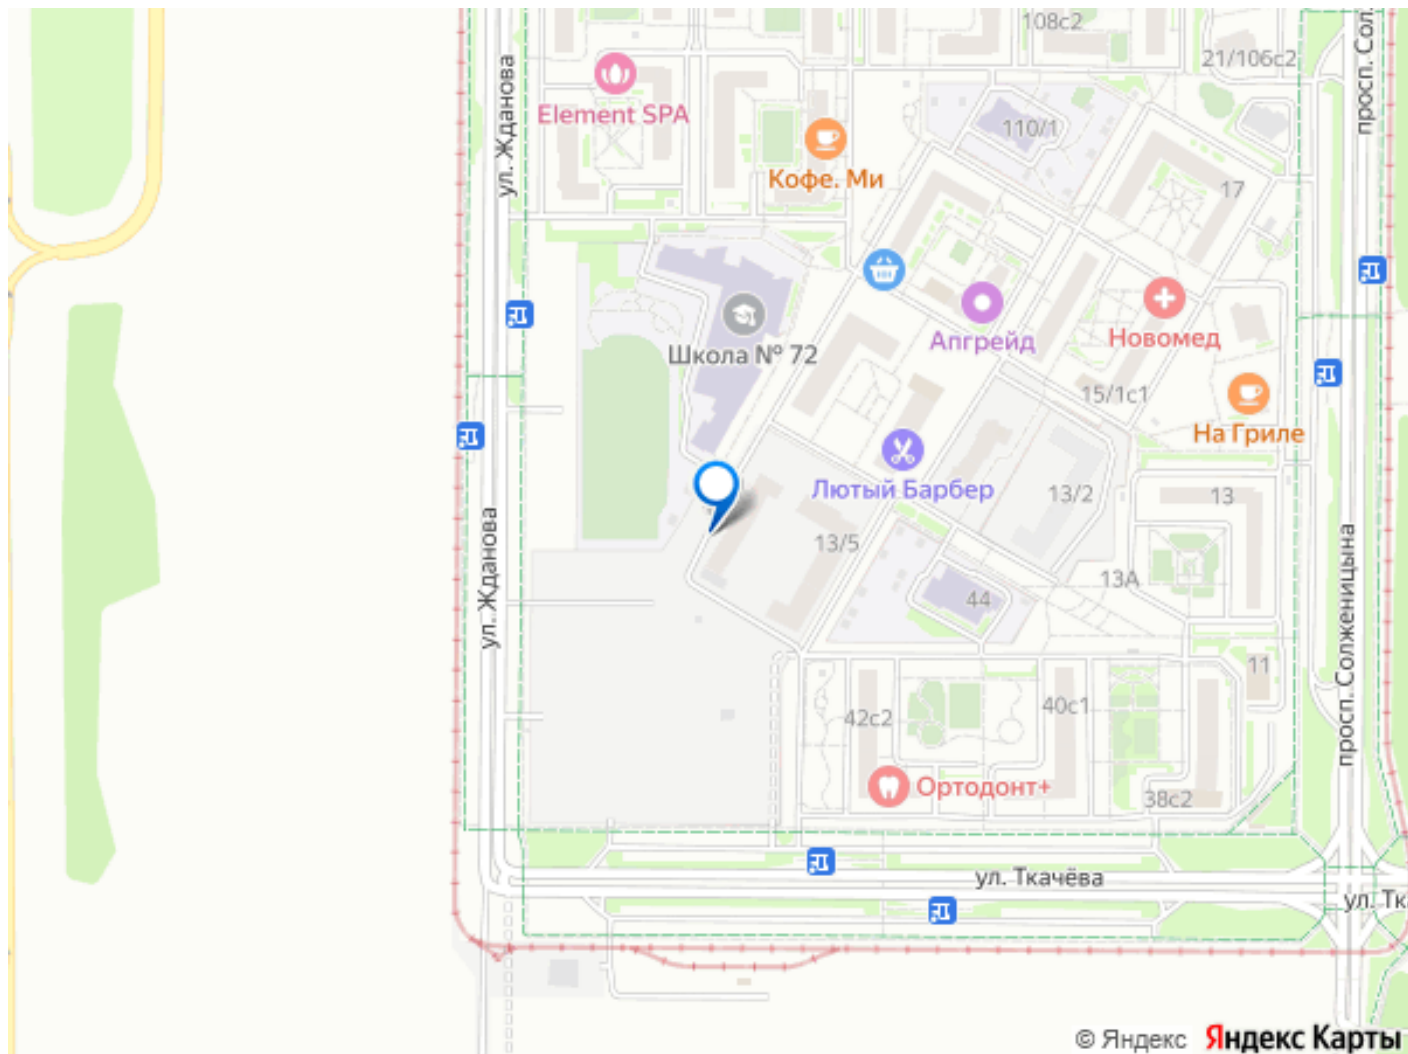 108с2
просп. Сол.
21/106с2
ул. Жданова
Element SPA
110/1
Кофе. Ми
17
Школа № 72
Апгрейд
Новомед
15/1с1
На Гриле
Лютый Барбер
13/2
13
13/5
13А
44
ул. Жданова
просп. Солженицына
11
42с2
40с1
Ортодонт+
38с2
ул. Ткачёва
ул. Тк
© Яндекс Яндекс Карты